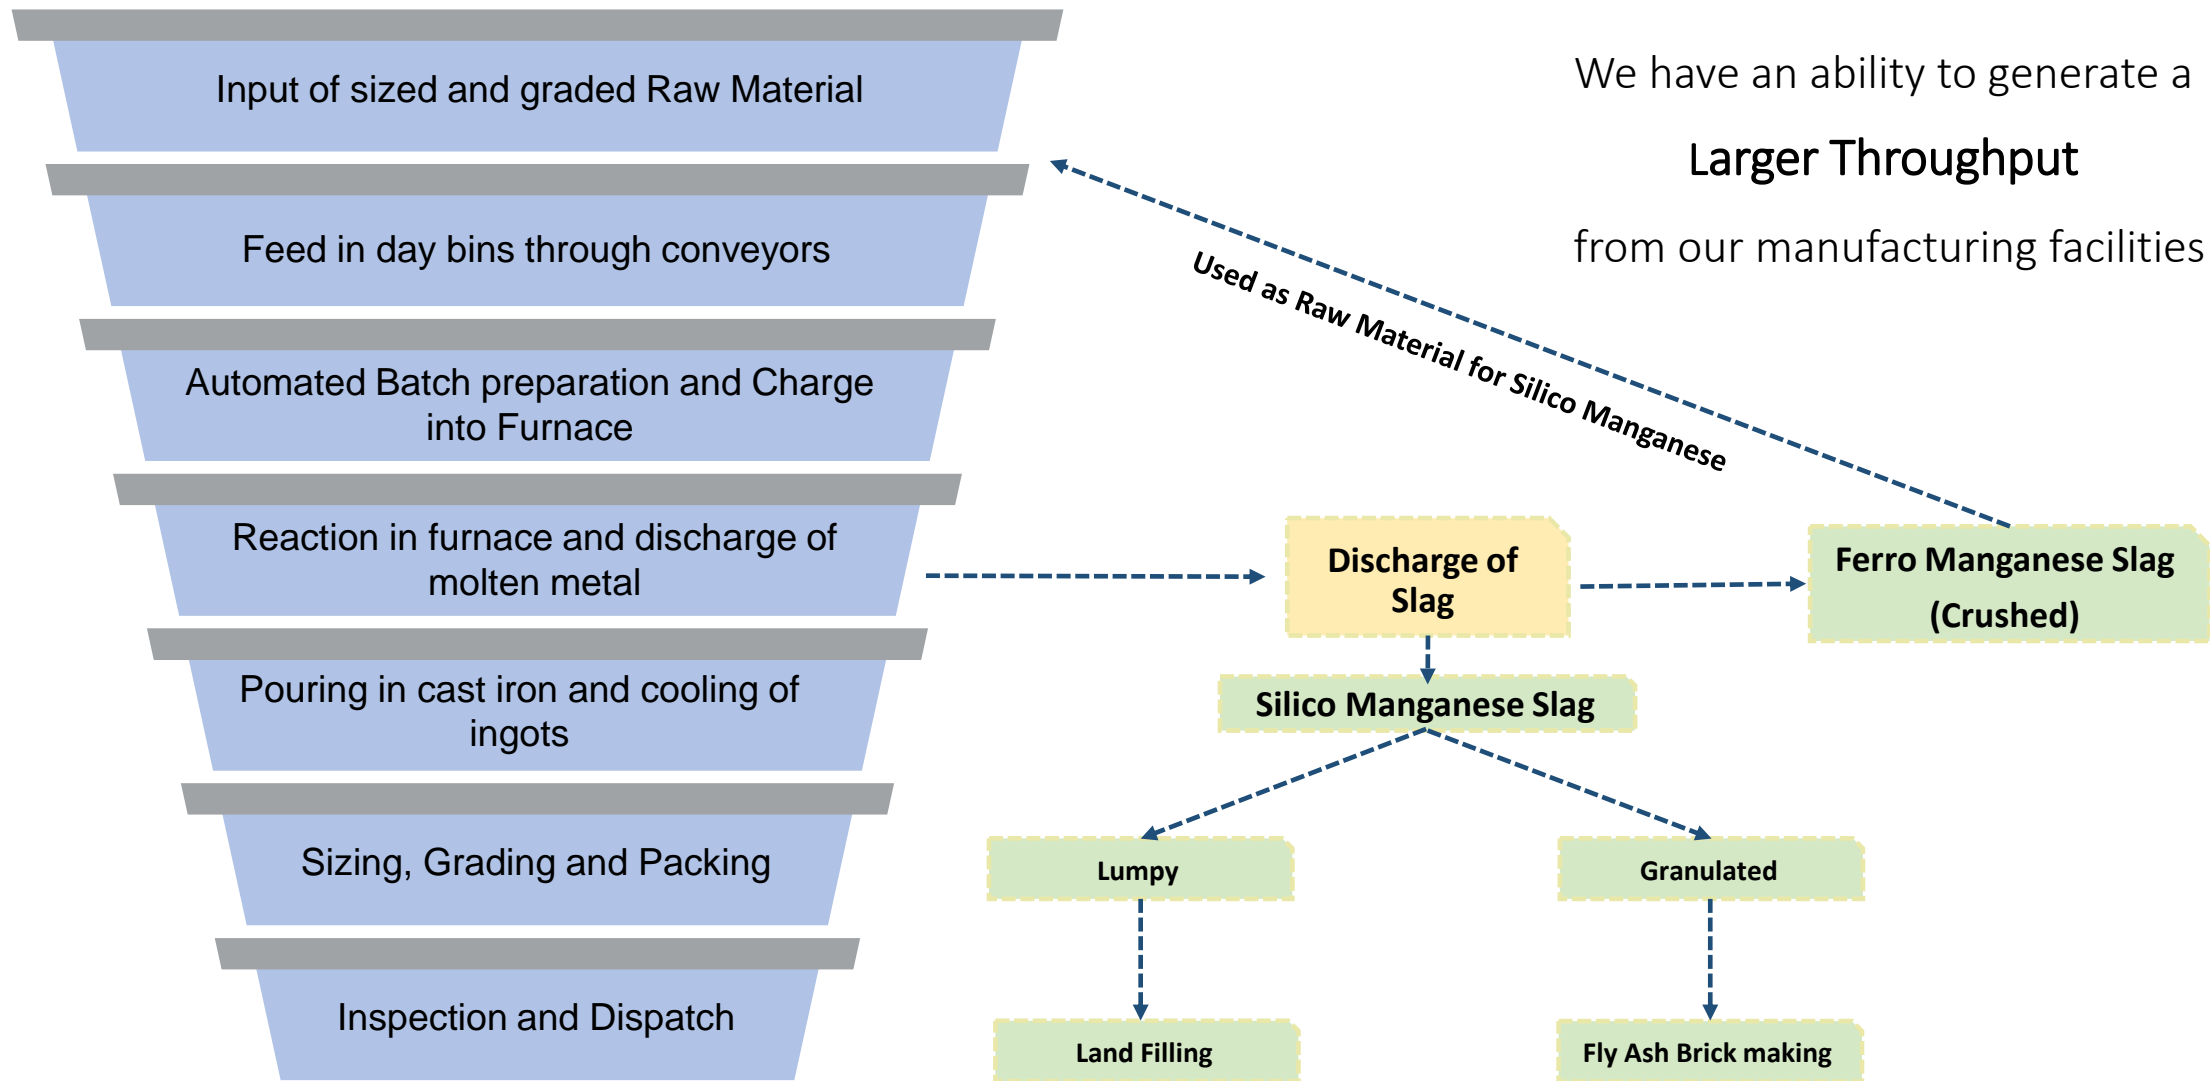 Input of sized and graded Raw Material
Feed in day bins through conveyors
Automated Batch preparation and Charge
into Furnace
Reaction in furnace and discharge of
molten metal
Pouring in cast iron and cooling of
ingots
Sizing, Grading and Packing
Inspection and Dispatch
We have an ability to generate a
Larger Throughput
from our manufacturing facilities
Used as Raw Material for Silico Manganese
Discharge of
Slag
Ferro Manganese Slag
(Crushed)
Silico Manganese Slag
Lumpy
Granulated
Land Filling
Fly Ash Brick making